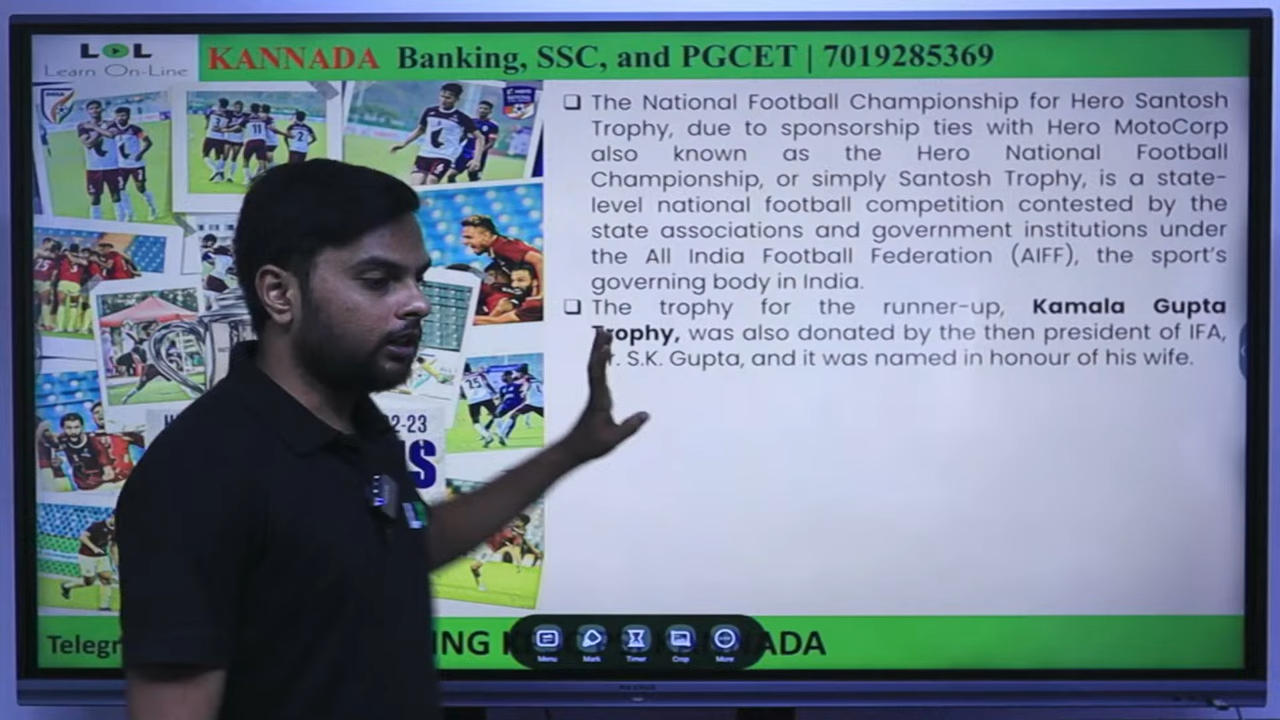 LOL
Learn On-Line
KANNADA Banking, SSC, and PGCET | 7019285369
❑ The National Football Championship for Hero Santosh
Trophy, due to sponsorship ties with Hero MotoCorp
also known as the Hero National Football
Championship, or simply Santosh Trophy, is a state-
level national football competition contested by the
state associations and government institutions under
the All India Football Federation (AIFF), the sport's
governing body in India.
❑ The trophy for the runner-up, Kamala Gupta
Trophy, was also donated by the then president of IFA,
S.K. Gupta, and it was named in honour of his wife.
2-23
S
Telegr
ING K ADA
Menu Mark Timer Crop More